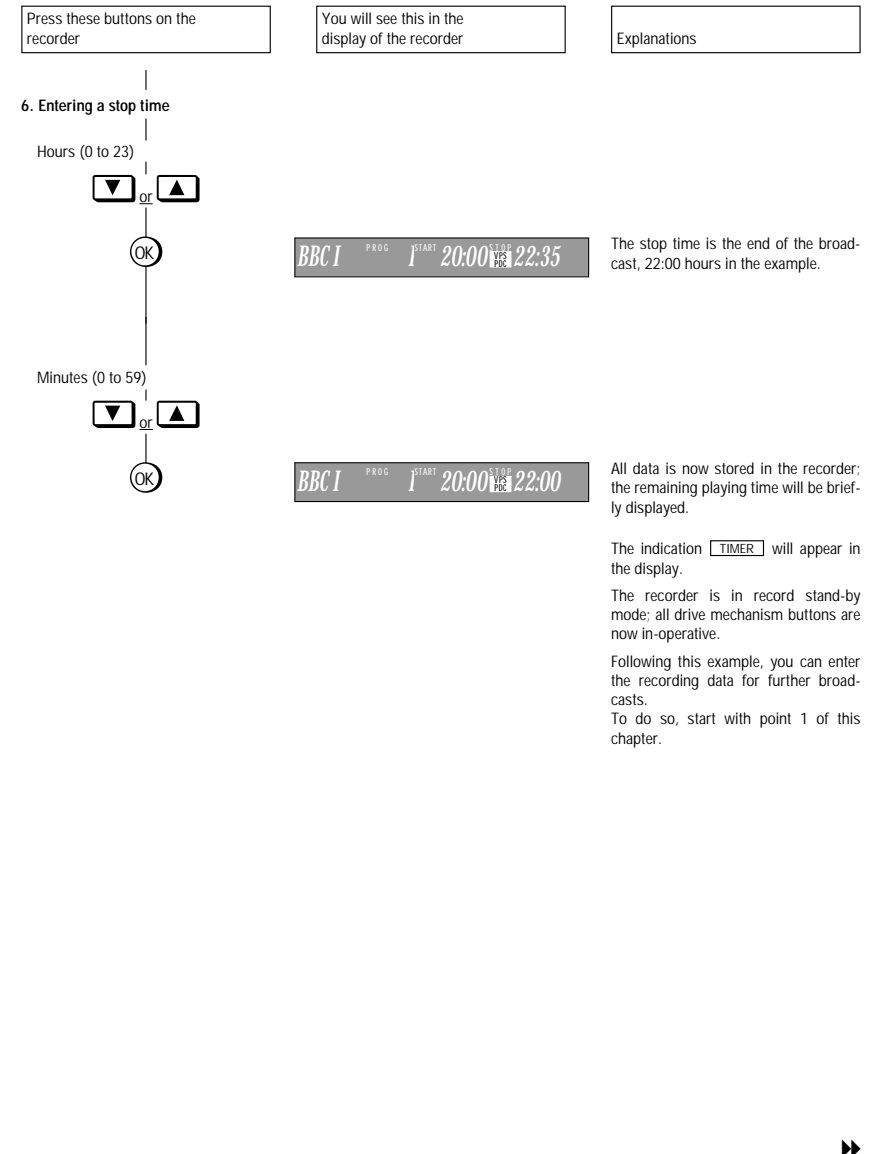 Press these buttons on the
recorder
You will see this in the
display of the recorder
Explanations
6. Entering a stop time
Hours (0 to 23)
▼ or ▲
OK
BBC I PROG 1 START 20:00 STOP VPS PDC 22:35
The stop time is the end of the broad-
cast, 22:00 hours in the example.
Minutes (0 to 59)
▼ or ▲
OK
BBC I PROG 1 START 20:00 STOP VPS PDC 22:00
All data is now stored in the recorder;
the remaining playing time will be brief-
ly displayed.
The indication TIMER will appear in
the display.
The recorder is in record stand-by
mode; all drive mechanism buttons are
now in-operative.
Following this example, you can enter
the recording data for further broad-
casts.
To do so, start with point 1 of this
chapter.